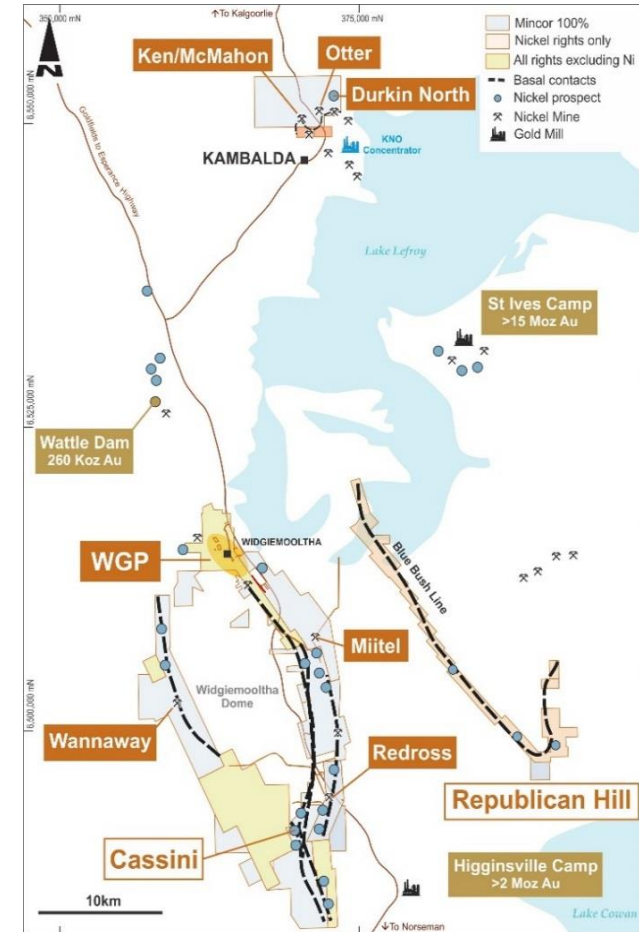 350,000 mE
375,000 mE
↑To Kalgoorlie
Mincor 100%
Nickel rights only
All rights excluding Ni
Basal contacts
Nickel prospect
Nickel Mine
Gold Mill
N
Ken/McMahon
Otter
Durkin North
6,550,000 mN
Goldfields to Esperance Highway
KAMBALDA
KNO
Concentrator
Lake Lefroy
St Ives Camp
>15 Moz Au
6,525,000 mN
Wattle Dam
260 Koz Au
WIDGIEMOOLTHA
WGP
Blue Bush Line
Miitel
Widgiemooltha
Dome
6,500,000 mN
Wannaway
Redross
Republican Hill
Cassini
Higginsville Camp
>2 Moz Au
10km
Lake Cowan
↓To Norseman